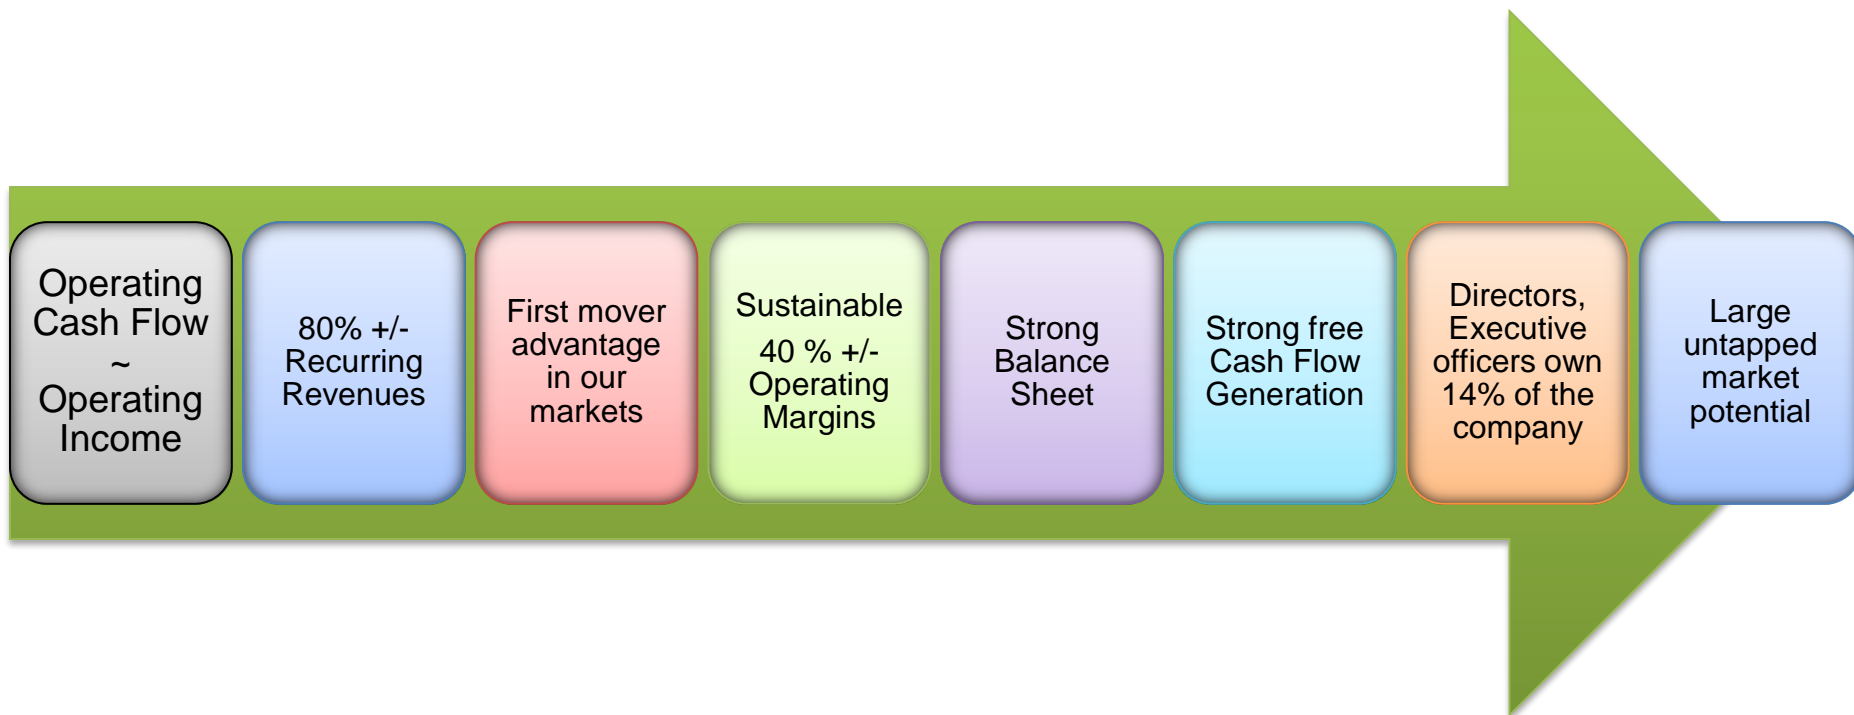 Operating
Cash Flow
~
Operating
Income
80% +/-
Recurring
Revenues
First mover
advantage
in our
markets
Sustainable
40 % +/-
Operating
Margins
Strong
Balance
Sheet
Strong free
Cash Flow
Generation
Directors,
Executive
officers own
14% of the
company
Large
untapped
market
potential